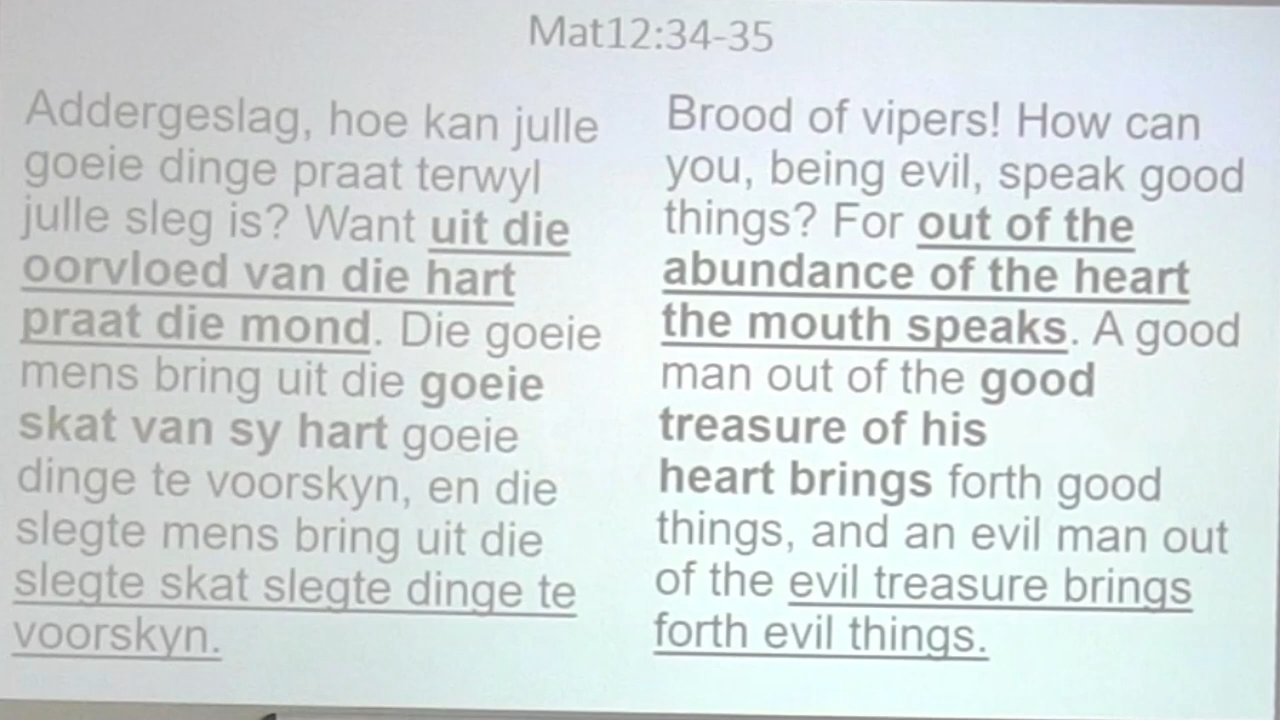 Mat12:34-35
Addergeslag, hoe kan julle
goeie dinge praat terwyl
julle sleg is? Want uit die
oorvloed van die hart
praat die mond. Die goeie
mens bring uit die goeie
skat van sy hart goeie
dinge te voorskyn, en die
slegte mens bring uit die
slegte skat slegte dinge te
voorskyn.
Brood of vipers! How can
you, being evil, speak good
things? For out of the
abundance of the heart
the mouth speaks. A good
man out of the good
treasure of his
heart brings forth good
things, and an evil man out
of the evil treasure brings
forth evil things.